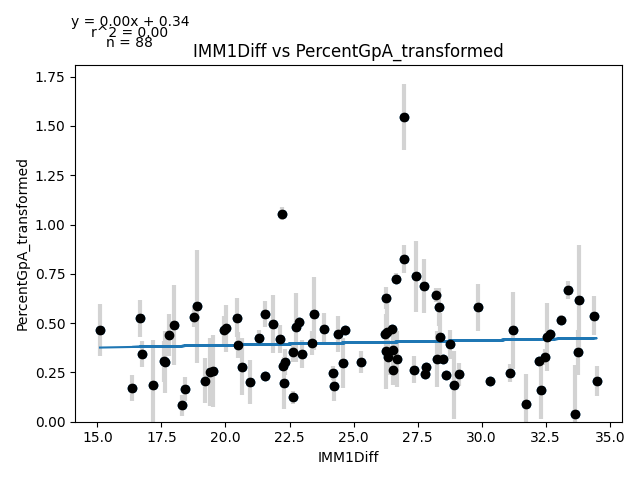 y = 0.00x + 0.34
r^2 = 0.00
n = 88
IMM1Diff vs PercentGpA_transformed
PercentGpA_transformed
1.75
1.50
1.25
1.00
0.75
0.50
0.25
0.00
15.0 17.5 20.0 22.5 25.0 27.5 30.0 32.5 35.0
IMM1Diff